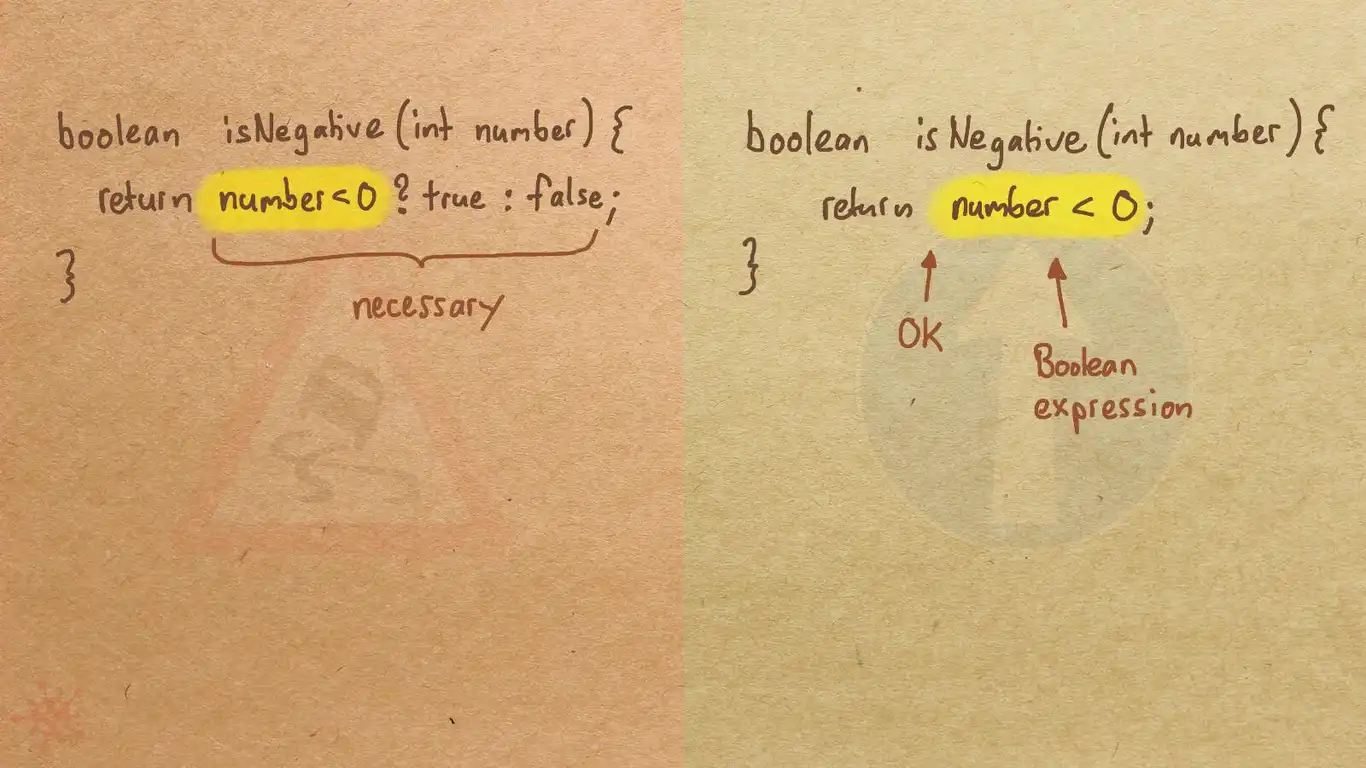 boolean isNegative(int number) {
return number<0 ? true : false;
}
necessary
boolean isNegative(int number) {
return number < 0;
}
OK
Boolean
expression